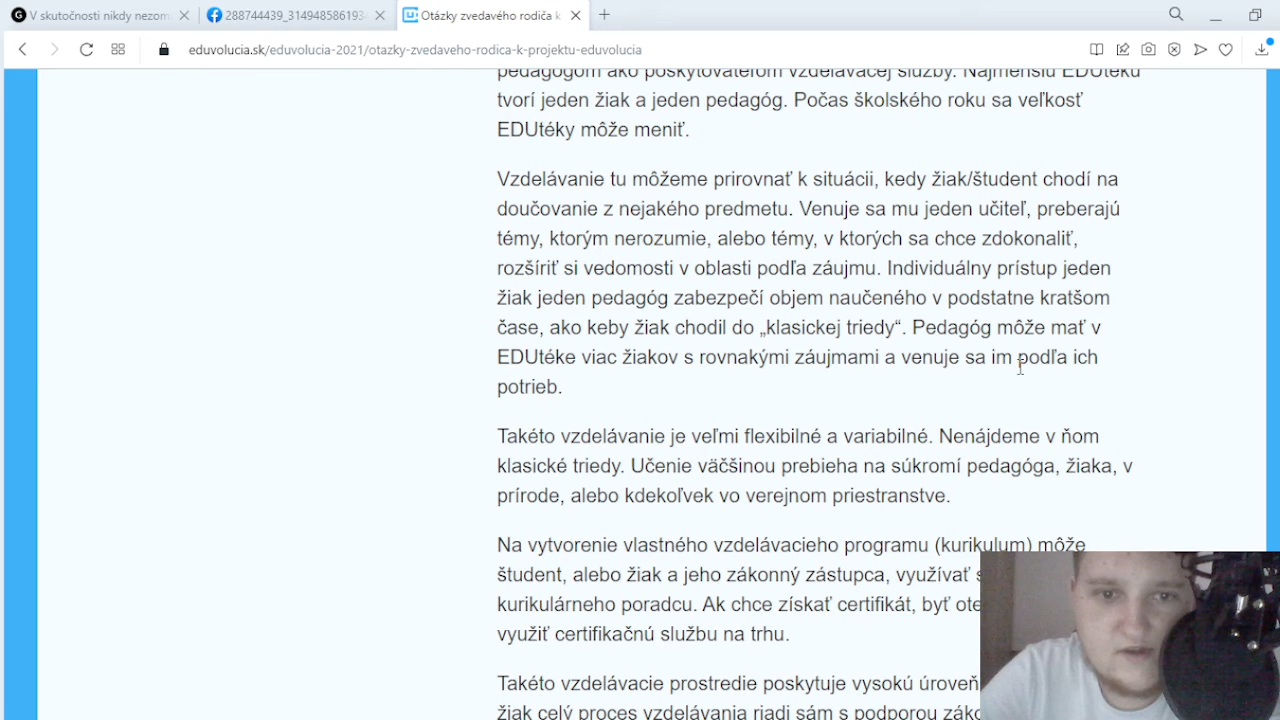 V skutočnosti nikdy nezom
288744439_314948586193
Otázky zvedavého rodiča k
eduvolucia.sk/eduvolucia-2021/otazky-zvedaveho-rodica-k-projektu-eduvolucia
pedagógom ako poskytovateľom vzdelávacej služby. Najmenšiu EDUtéku
tvorí jeden žiak a jeden pedagóg. Počas školského roku sa veľkosť
EDUtéky môže meniť.
Vzdelávanie tu môžeme prirovnať k situácii, kedy žiak/študent chodí na
doučovanie z nejakého predmetu. Venuje sa mu jeden učiteľ, preberajú
témy, ktorým nerozumie, alebo témy, v ktorých sa chce zdokonaliť,
rozšíriť si vedomosti v oblasti podľa záujmu. Individuálny prístup jeden
žiak jeden pedagóg zabezpečí objem naučeného v podstatne kratšom
čase, ako keby žiak chodil do „klasickej triedy“. Pedagóg môže mať v
EDUtéke viac žiakov s rovnakými záujmami a venuje sa im podľa ich
potrieb.
Takéto vzdelávanie je veľmi flexibilné a variabilné. Nenájdeme v ňom
klasické triedy. Učenie väčšinou prebieha na súkromí pedagóga, žiaka, v
prírode, alebo kdekoľvek vo verejnom priestranstve.
Na vytvorenie vlastného vzdelávacieho programu (kurikulum) môže
študent, alebo žiak a jeho zákonný zástupca, využívať
kurikulárneho poradcu. Ak chce získať certifikát, byť ote
využiť certifikačnú službu na trhu.
Takéto vzdelávacie prostredie poskytuje vysokú úroveň
žiak celý proces vzdelávania riadi sám s podporou záko